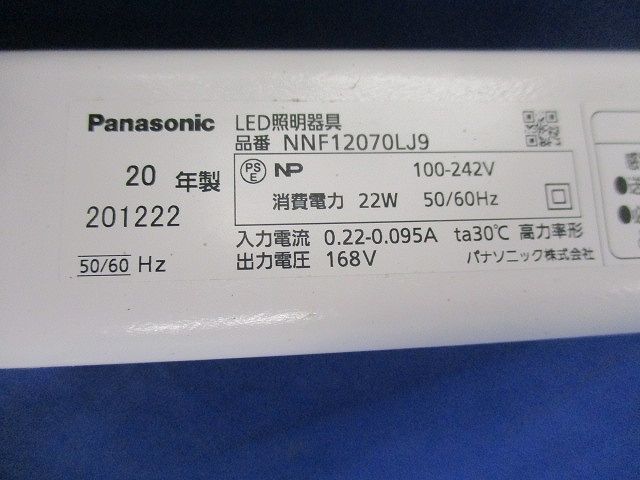 Panasonic
LED照明器具
品番 NNF12070LJ9
20 年製
201222
50/60 Hz
PS
E
NP
100-242V
消費電力 22W 50/60Hz
入力電流 0.22-0.095A ta30℃ 高力率形
出力電圧 168V
パナソニック株式会社